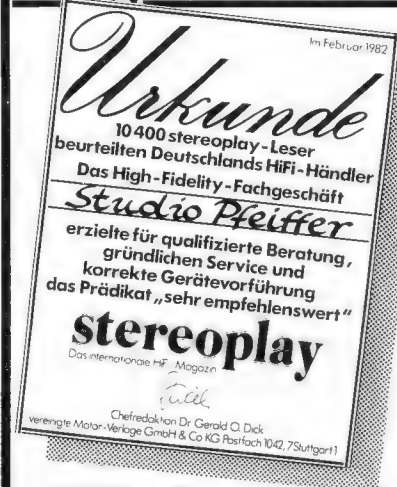 Im Februar 1982
Urkunde
10400 stereoplay-Leser
beurteilten Deutschlands HiFi-Händler
Das High-Fidelity-Fachgeschäft
Studio Pfeiffer
erzielte für qualifizierte Beratung,
gründlichen Service und
korrekte Gerätevorführung
das Prädikat „sehr empfehlenswert"
stereoplay
Das internationale HiFi Magazin
Chefredaktion Dr Gerald O. Dick
vereinigte Motor-Verlage GmbH & Co KG Postfach 1042, 7 Stuttgart 1